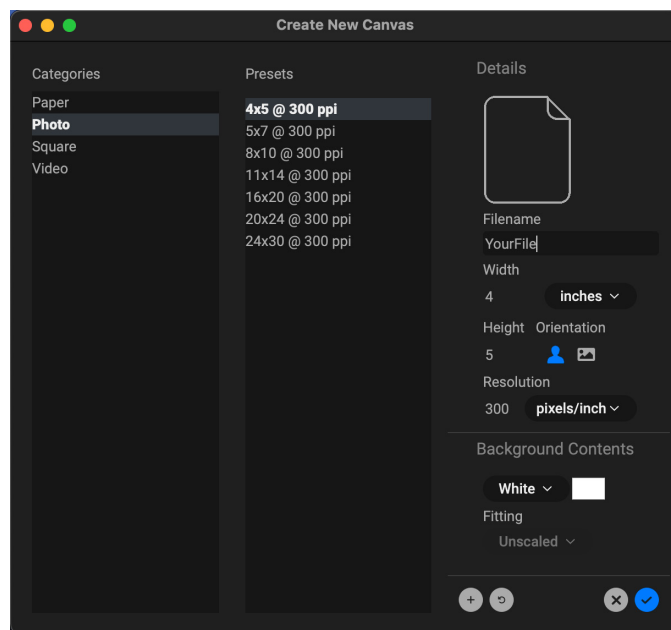 Create New Canvas
Categories
Paper
Photo
Square
Video
Presets
4x5 @ 300 ppi
5x7 @ 300 ppi
8x10 @ 300 ppi
11x14 @ 300 ppi
16x20 @ 300 ppi
20x24 @ 300 ppi
24x30 @ 300 ppi
Details
Filename
YourFile
Width
4 inches
Height Orientation
5
Resolution
300 pixels/inch
Background Contents
White
Fitting
Unscaled